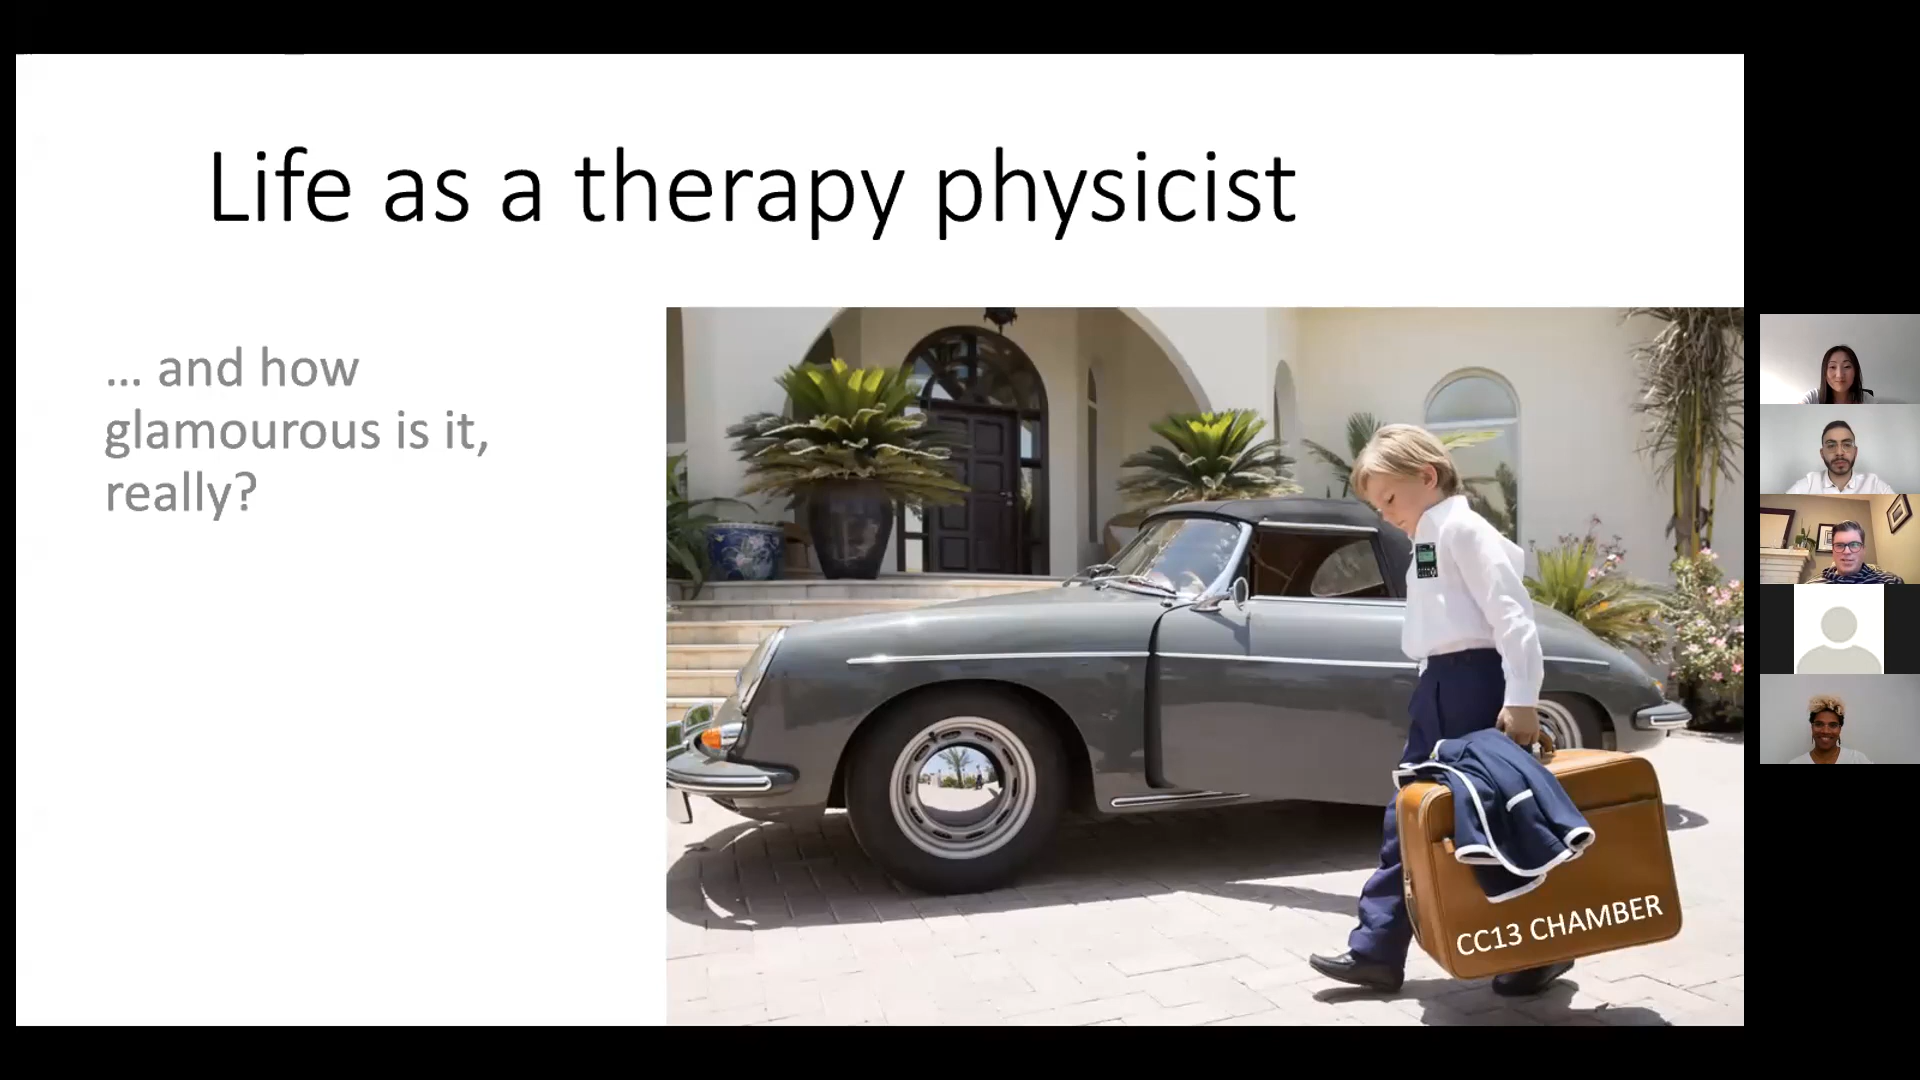 Life as a therapy physicist
... and how
glamourous is it,
really?
CC13 CHAMBER